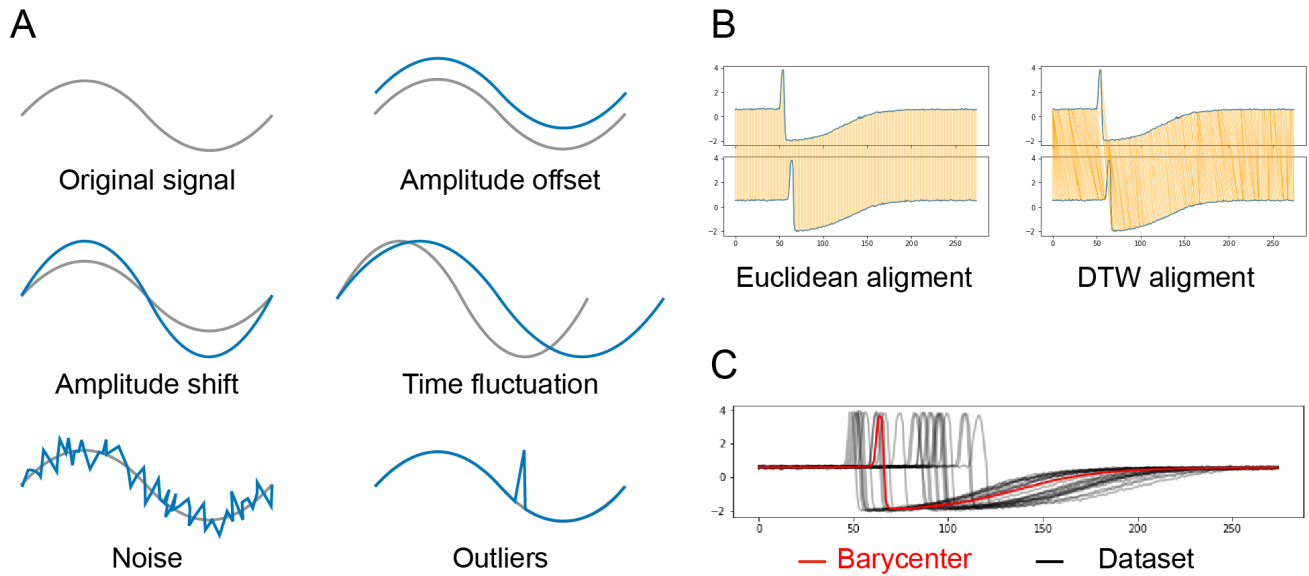 A
Original signal
Amplitude offset
Amplitude shift
Time fluctuation
Noise
Outliers
B
4
2
0
−2
4
2
0
−2
0 50 100 150 200 250
Euclidean aligment
4
2
0
−2
4
2
0
−2
0 50 100 150 200 250
DTW aligment
C
4
2
0
−2
0 50 100 150 200 250
Barycenter Dataset